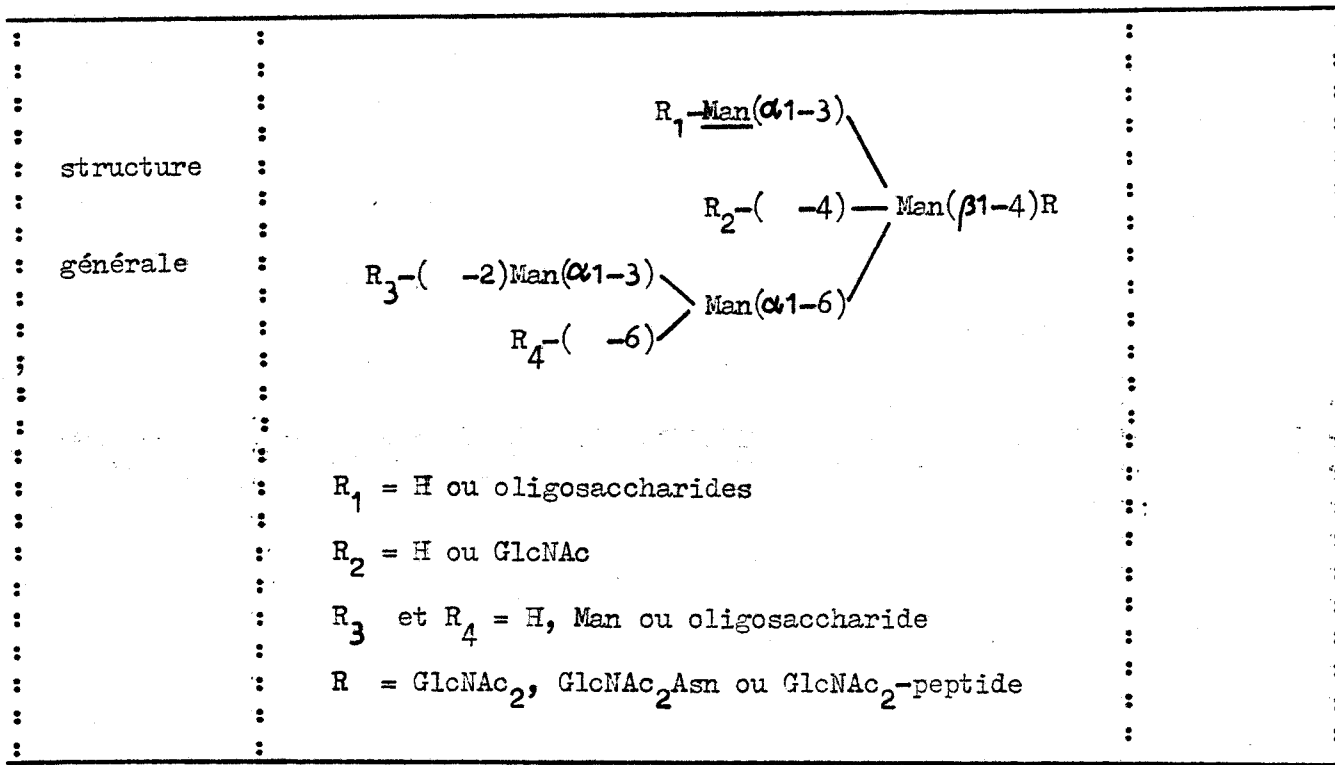 R₁-Man(α1-3)
structure
R₂-(   -4) — Man(β1-4)R
générale
R₃-(   -2)Man(α1-3)
Man(α1-6)
R₄-(   -6)
R₁ = H ou oligosaccharides
R₂ = H ou GlcNAc
R₃ et R₄ = H, Man ou oligosaccharide
R = GlcNAc₂, GlcNAc₂Asn ou GlcNAc₂-peptide